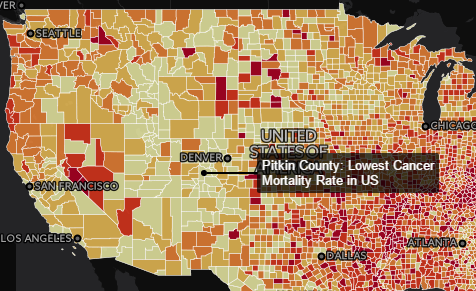 VER
SEATTLE
CHICAGO
UNITED
STATES OF
DENVER
Pitkin County: Lowest Cancer
Mortality Rate in US
SAN FRANCISCO
LOS ANGELES
ATLANTA
DALLAS